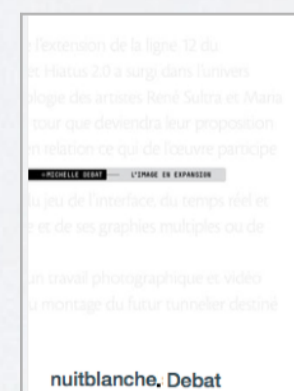 e l'extension de la ligne 12 du
et Hiatus 2.0 a surgi dans l'univers
ologie des artistes René Sultra et Maria
tour que deviendra leur proposition
en relation ce qui de l'œuvre participe
>MICHELLE DEBAT L'IMAGE EN EXPANSION
du jeu de l'interface, du temps réel et
e et de ses graphies multiples ou de
un travail photographique et vidéo
u montage du futur tunnelier destiné
nuitblanche. Debat